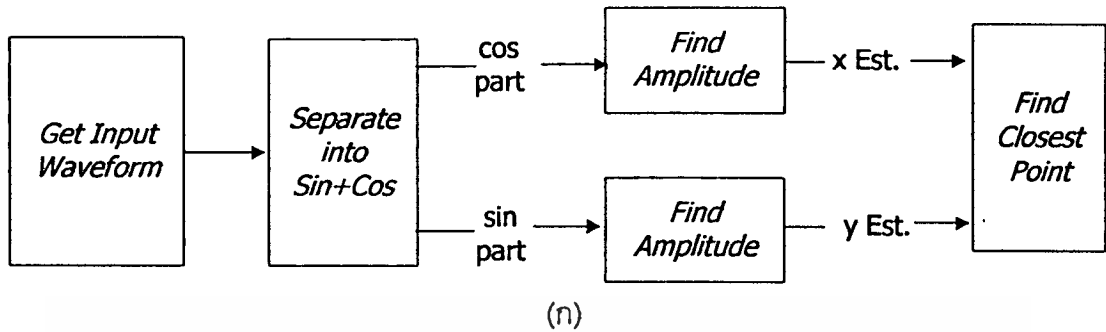 Get Input
Waveform
Separate
into
Sin+Cos
cos
part
Find
Amplitude
x Est.
sin
part
Find
Amplitude
y Est.
Find
Closest
Point
(ก)